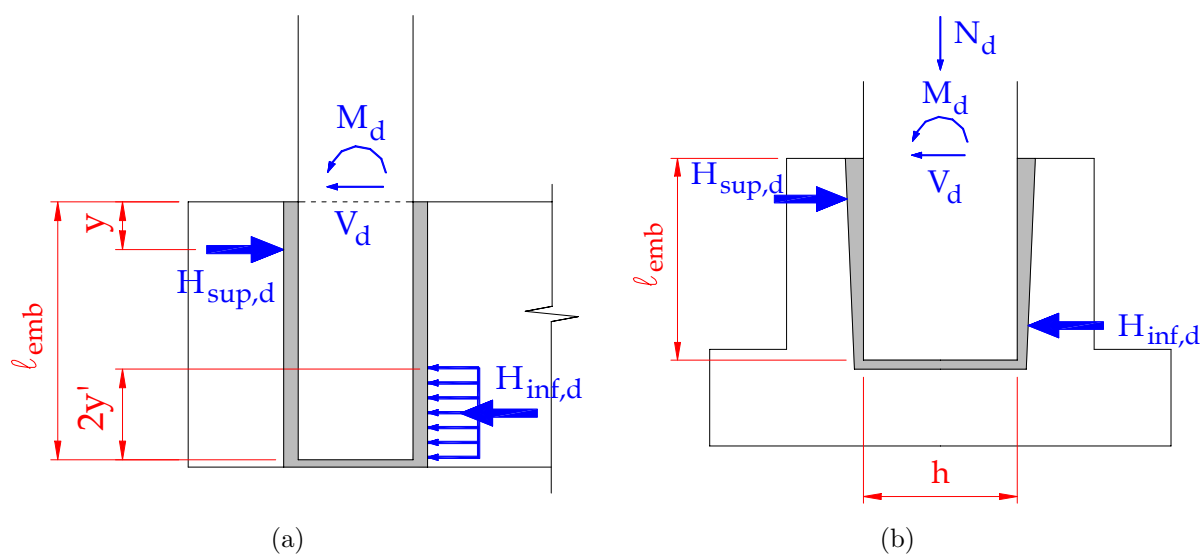 M_d
V_d
y
H_sup,d
ℓ_emb
2y'
H_inf,d
(a)
N_d
M_d
V_d
H_sup,d
ℓ_emb
H_inf,d
h
(b)